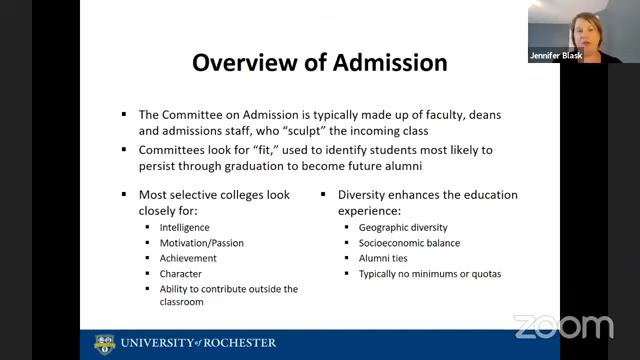 Overview of Admission
Jennifer Blask
▪ The Committee on Admission is typically made up of faculty, deans
and admissions staff, who “sculpt” the incoming class
▪ Committees look for “fit,” used to identify students most likely to
persist through graduation to become future alumni
▪ Most selective colleges look
closely for:
▪ Intelligence
▪ Motivation/Passion
▪ Achievement
▪ Character
▪ Ability to contribute outside the
classroom
▪ Diversity enhances the education
experience:
▪ Geographic diversity
▪ Socioeconomic balance
▪ Alumni ties
▪ Typically no minimums or quotas
UNIVERSITY of ROCHESTER
zoom